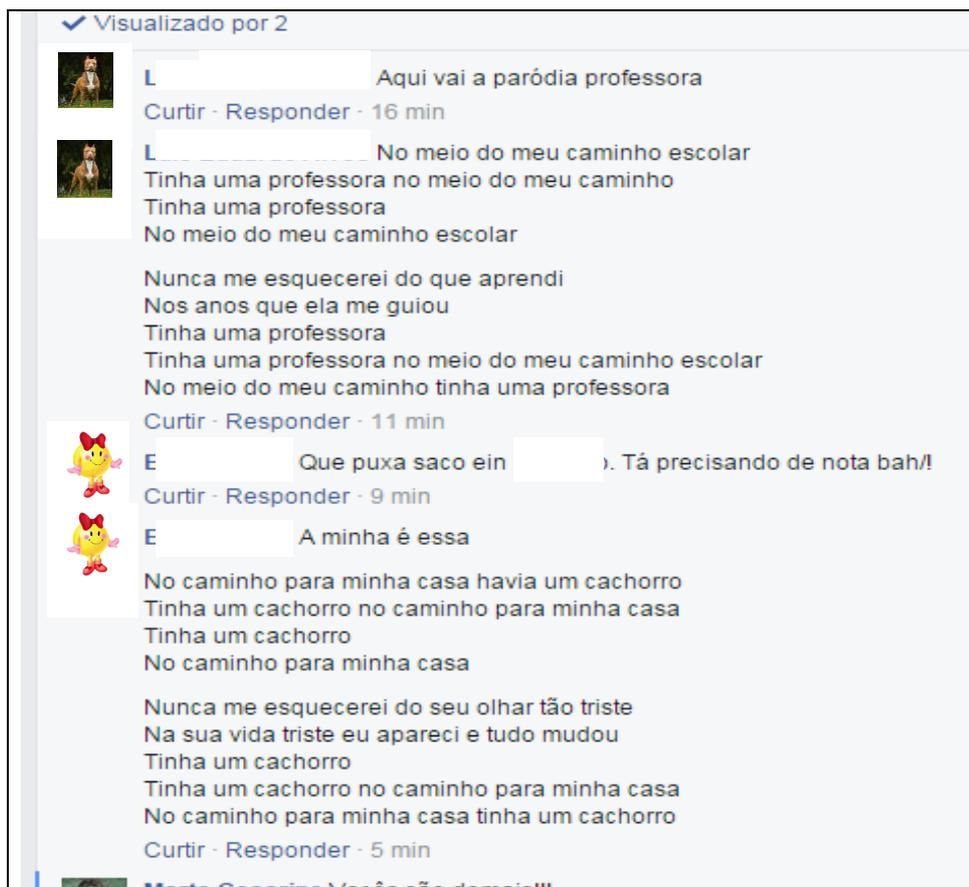 Visualizado por 2
L Aqui vai a paródia professora
Curtir · Responder · 16 min
No meio do meu caminho escolar
Tinha uma professora no meio do meu caminho
Tinha uma professora
No meio do meu caminho escolar
Nunca me esquecerei do que aprendi
Nos anos que ela me guiou
Tinha uma professora
Tinha uma professora no meio do meu caminho escolar
No meio do meu caminho tinha uma professora
Curtir · Responder · 11 min
E Que puxa saco ein . Tá precisando de nota bah/!
Curtir · Responder · 9 min
E A minha é essa
No caminho para minha casa havia um cachorro
Tinha um cachorro no caminho para minha casa
Tinha um cachorro
No caminho para minha casa
Nunca me esquecerei do seu olhar tão triste
Na sua vida triste eu apareci e tudo mudou
Tinha um cachorro
Tinha um cachorro no caminho para minha casa
No caminho para minha casa tinha um cachorro
Curtir · Responder · 5 min